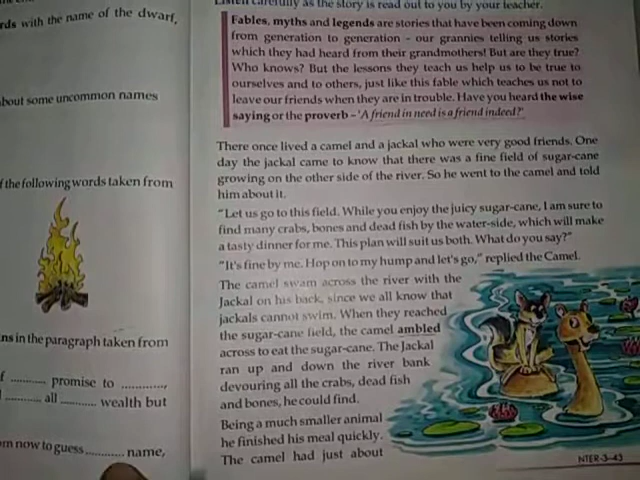 rds with the name of the dwarf,
bout some uncommon names
f the following words taken from
ns in the paragraph taken from
f .......... promise to ............,
all .......... wealth but
m now to guess .......... name,
Listen carefully as the story is read out to you by your teacher.
Fables, myths and legends are stories that have been coming down
from generation to generation - our grannies telling us stories
which they had heard from their grandmothers! But are they true?
Who knows? But the lessons they teach us help us to be true to
ourselves and to others, just like this fable which teaches us not to
leave our friends when they are in trouble. Have you heard the wise
saying or the proverb – 'A friend in need is a friend indeed?'
There once lived a camel and a jackal who were very good friends. One
day the jackal came to know that there was a fine field of sugar-cane
growing on the other side of the river. So he went to the camel and told
him about it.
"Let us go to this field. While you enjoy the juicy sugar-cane, I am sure to
find many crabs, bones and dead fish by the water-side, which will make
a tasty dinner for me. This plan will suit us both. What do you say?"
"It's fine by me. Hop on to my hump and let's go," replied the Camel.
The camel swam across the river with the
Jackal on his back, since we all know that
jackals cannot swim. When they reached
the sugar-cane field, the camel ambled
across to eat the sugar-cane. The Jackal
ran up and down the river bank
devouring all the crabs, dead fish
and bones, he could find.
Being a much smaller animal
he finished his meal quickly.
The camel had just about
NTER-3-43